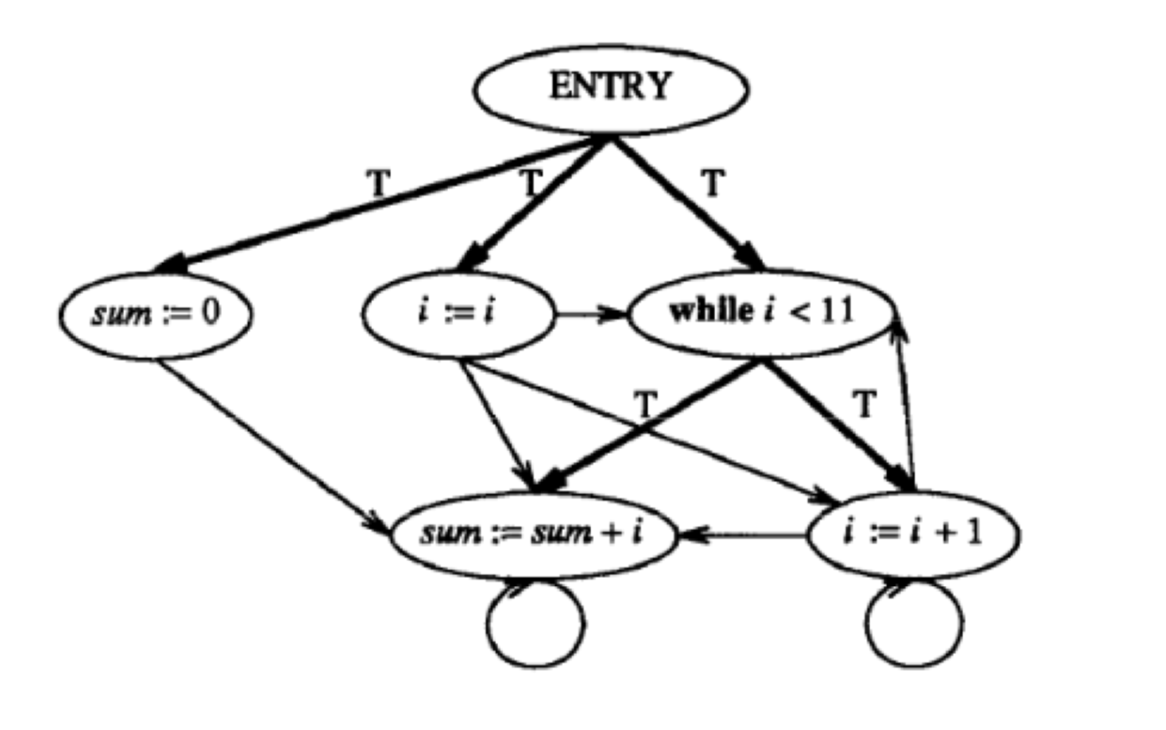 ENTRY
T T T
sum := 0 i := i while i < 11
T T
sum := sum + i i := i + 1